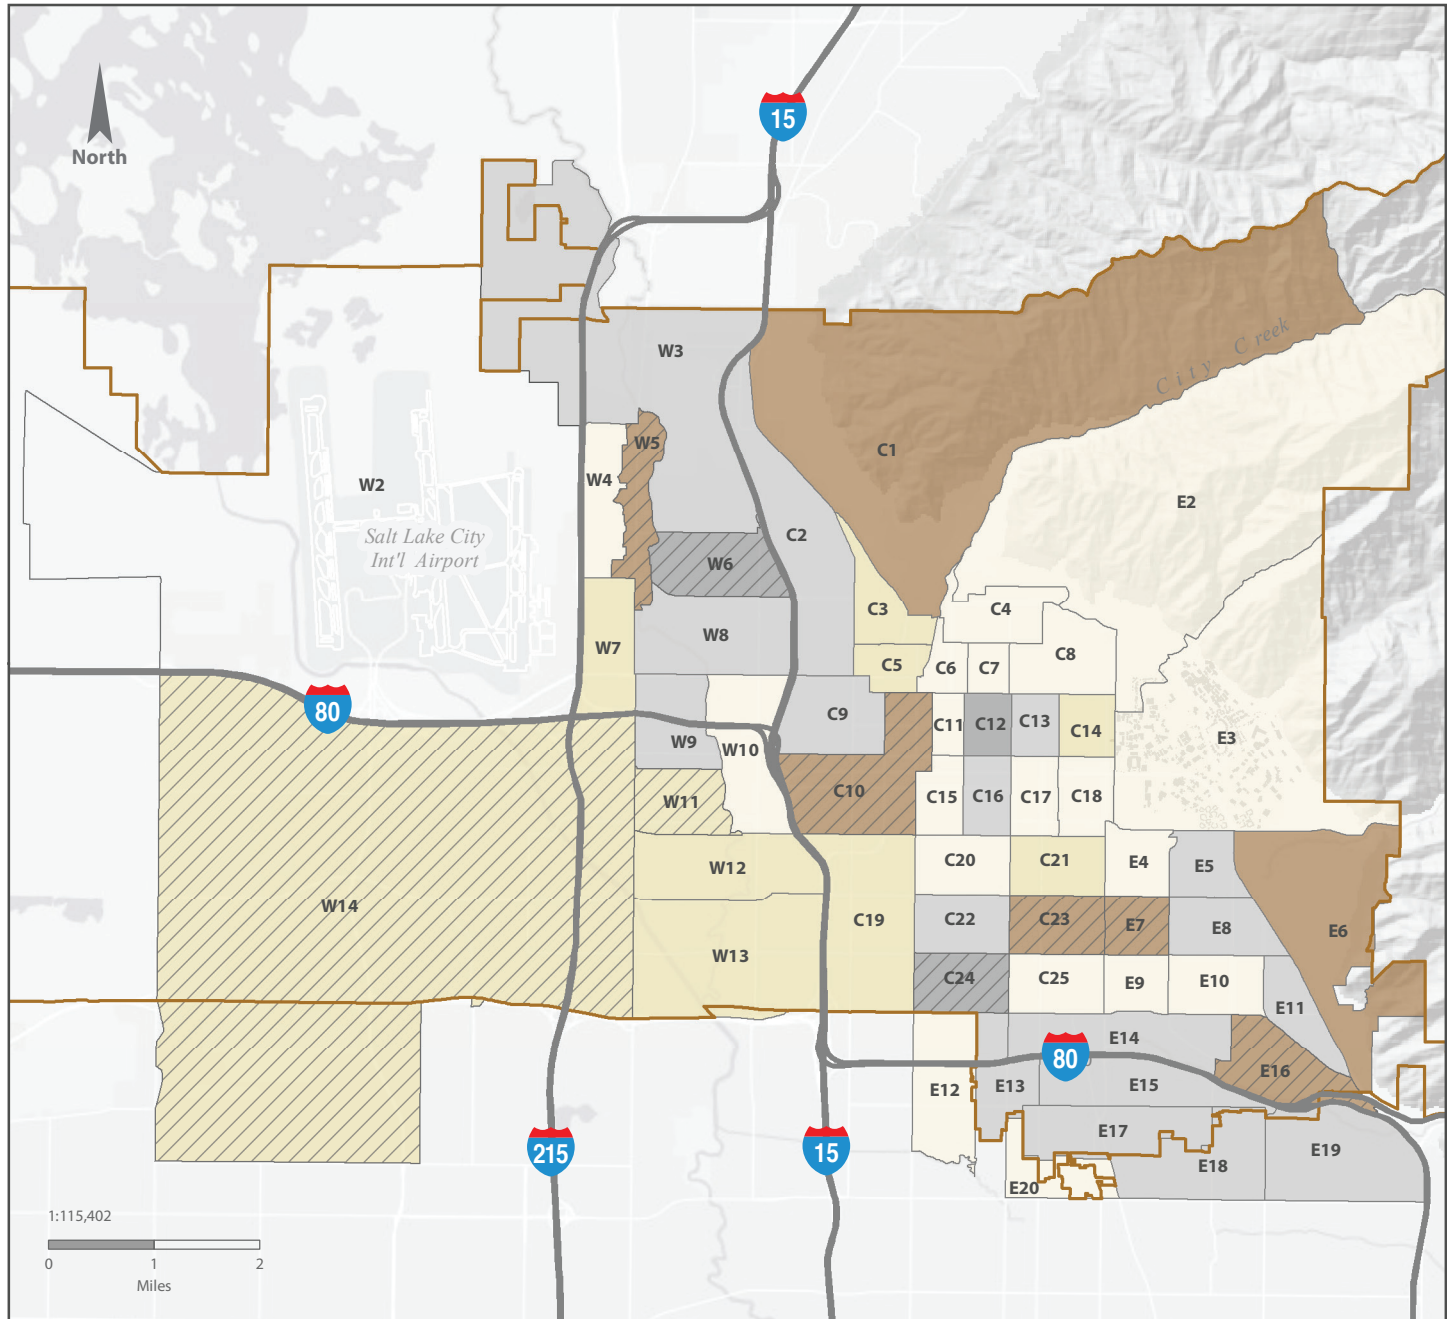 15
North
W3
City Creek
C1
W5
W4
W2
E2
Salt Lake City
Int'l Airport
C2
W6
C3
C4
W8
W7
C8
C5
C6
C7
80
C9
C11
C12
C13
C14
W9
W10
E3
C10
W11
C15
C16
C17
C18
W12
C20
C21
E4
E5
W14
C19
C22
C23
E7
E8
E6
W13
C24
C25
E9
E10
E11
E14
80
E16
E12
E13
E15
E17
215
15
E18
E19
E20
1:115,402
0 1 2
Miles